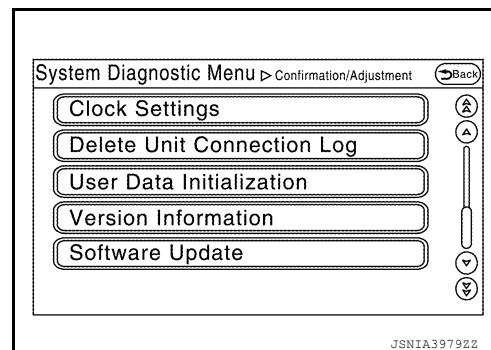 System Diagnostic Menu ▷ Confirmation/Adjustment Back
Clock Settings
Delete Unit Connection Log
User Data Initialization
Version Information
Software Update
JSNIA3979ZZ